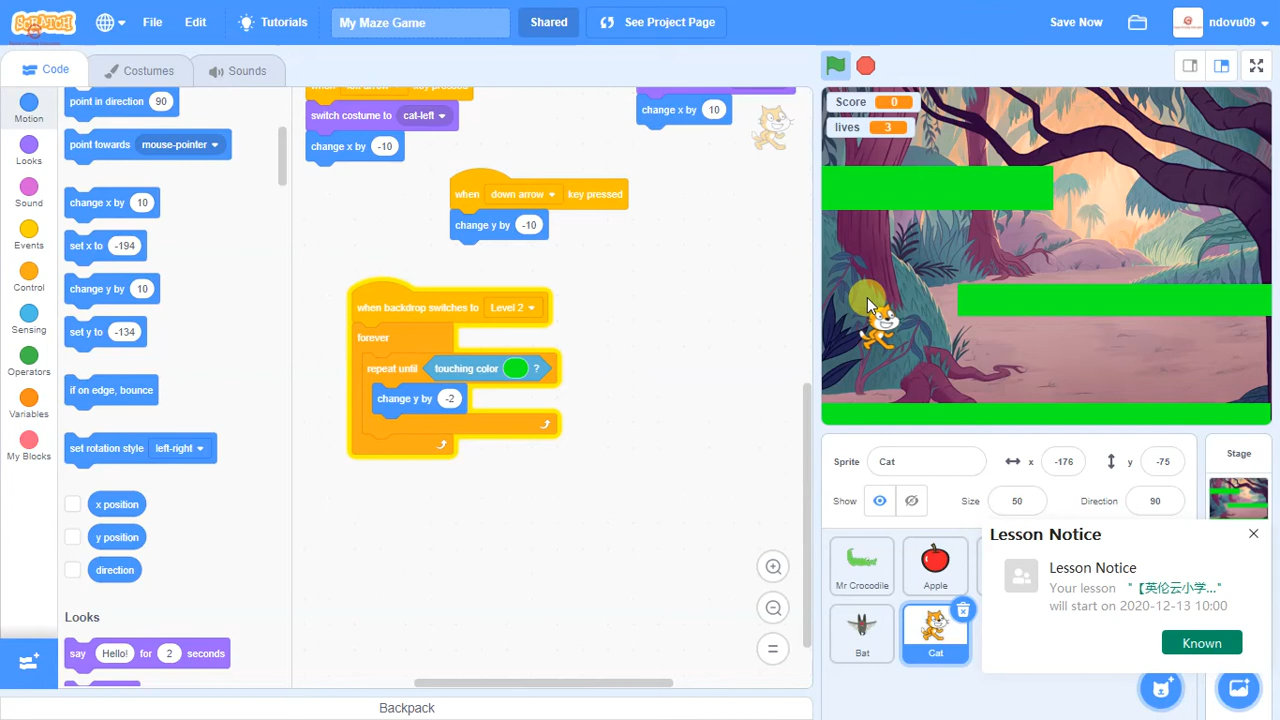 SCRATCH File Edit Tutorials My Maze Game Shared See Project Page Save Now ndovu09
Code Costumes Sounds
Motion
Looks
Sound
Events
Control
Sensing
Operators
Variables
My Blocks
point in direction 90
point towards mouse-pointer
change x by 10
set x to -194
change y by 10
set y to -134
if on edge, bounce
set rotation style left-right
x position
y position
direction
Looks
say Hello! for 2 seconds
switch costume to cat-left
change x by -10
change x by 10
when down arrow key pressed
change y by -10
when backdrop switches to Level 2
forever
repeat until touching color ?
change y by -2
Backpack
Score 0
lives 3
Sprite Cat x -176 y -75
Show Size 50 Direction 90
Stage
Mr Crocodile
Apple
Bat
Cat
Lesson Notice
Lesson Notice
Your lesson "【英伦云小学..."
will start on 2020-12-13 10:00
Known